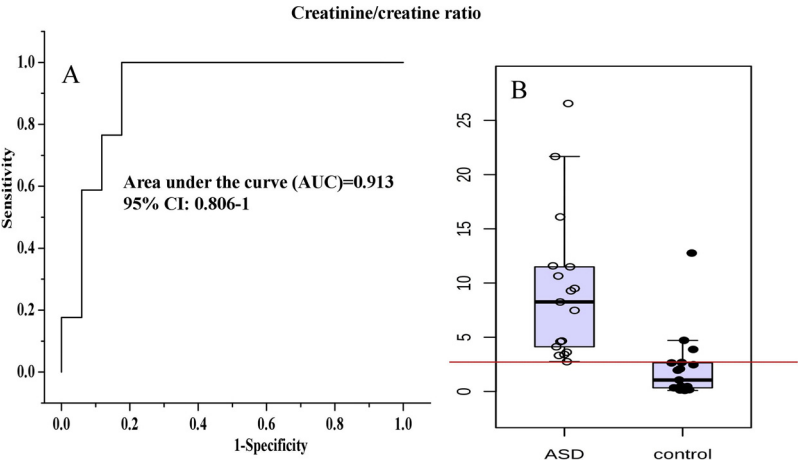 Creatinine/creatine ratio
A
Sensitivity
1.0
0.8
0.6
0.4
0.2
0.0
Area under the curve (AUC)=0.913
95% CI: 0.806-1
0.0 0.2 0.4 0.6 0.8 1.0
1-Specificity
B
25
20
15
10
5
0
ASD control